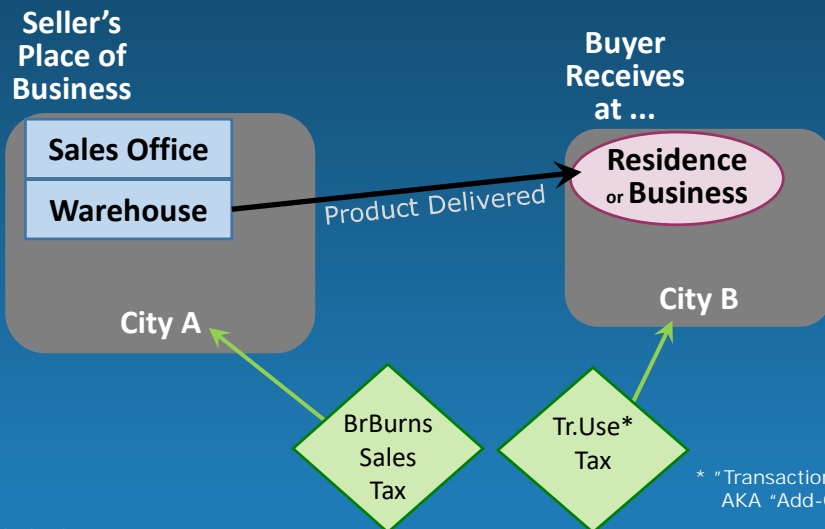 Seller’s
Place of
Business
Buyer
Receives
at ...
Sales Office
Warehouse
Product Delivered
Residence
or Business
City A
City B
BrBurns
Sales
Tax
Tr.Use*
Tax
* "Transaction
AKA “Add-